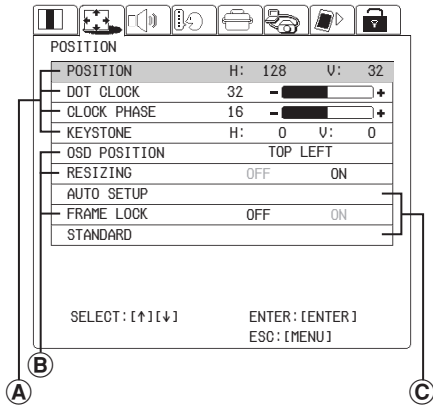 POSITION
POSITION H: 128 V: 32
DOT CLOCK 32 - +
CLOCK PHASE 16 - +
KEYSTONE H: 0 V: 0
OSD POSITION TOP LEFT
RESIZING OFF ON
AUTO SETUP
FRAME LOCK OFF ON
STANDARD
SELECT:[↑][↓] ENTER:[ENTER]
ESC:[MENU]
B
A C